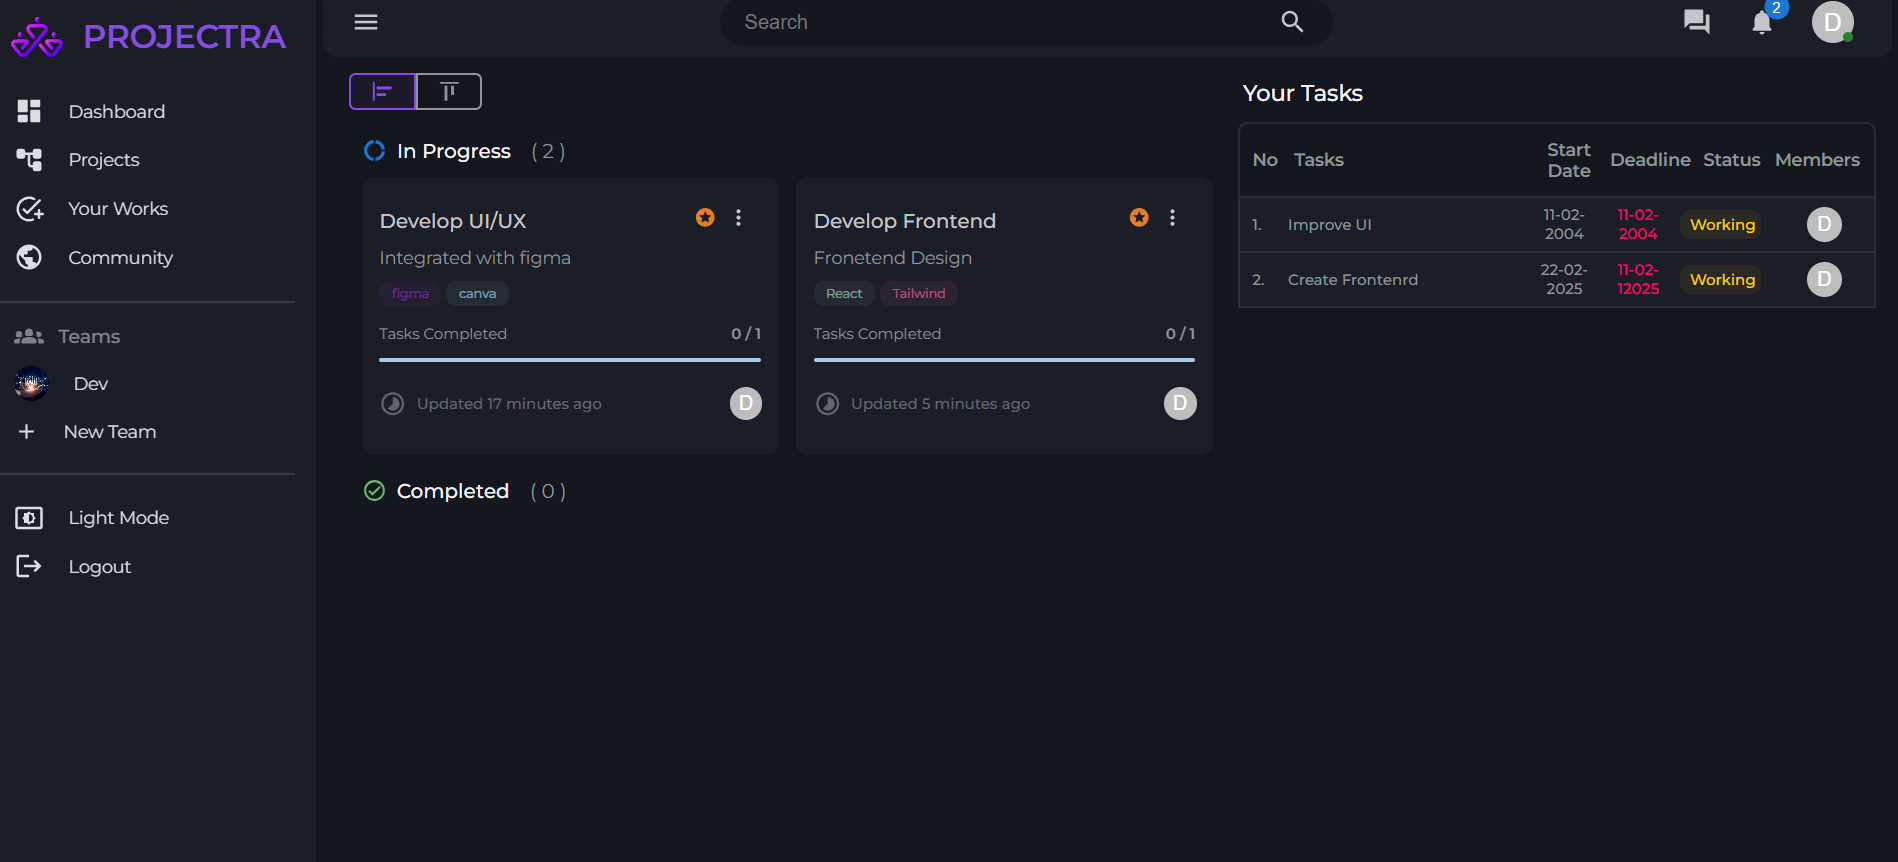 PROJECTRA
Dashboard
Projects
Your Works
Community
Teams
Dev
New Team
Light Mode
Logout
Search
2
D
In Progress ( 2 )
Develop UI/UX
Integrated with figma
figma canva
Tasks Completed 0 / 1
Updated 17 minutes ago D
Develop Frontend
Fronetend Design
React Tailwind
Tasks Completed 0 / 1
Updated 5 minutes ago D
Completed ( 0 )
Your Tasks
No Tasks Start Date Deadline Status Members
1. Improve UI 11-02-2004 11-02-2004 Working D
2. Create Frontenrd 22-02-2025 11-02-12025 Working D